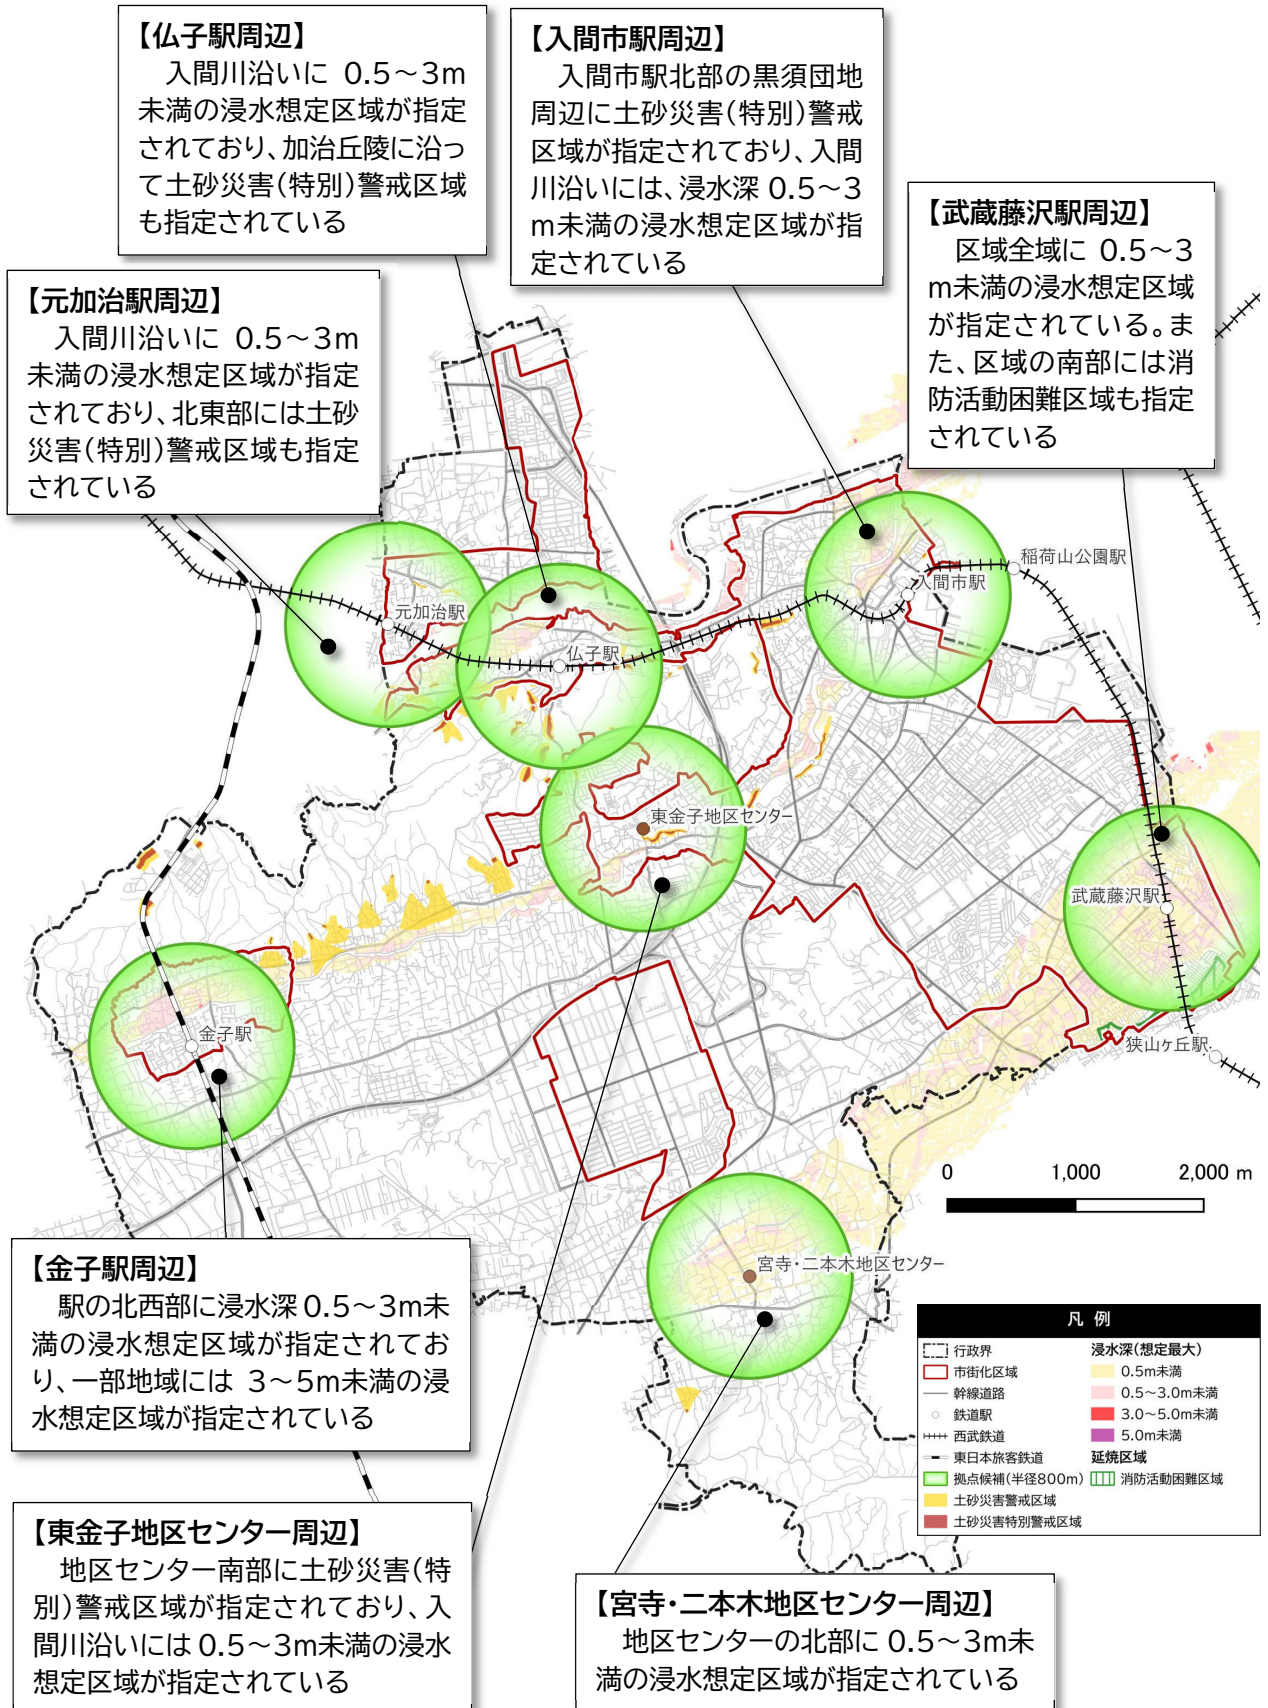 【仏子駅周辺】
入間川沿いに 0.5～3m
未満の浸水想定区域が指定
されており、加治丘陵に沿っ
て土砂災害(特別)警戒区域
も指定されている
【入間市駅周辺】
入間市駅北部の黒須団地
周辺に土砂災害(特別)警戒
区域が指定されており、入間
川沿いには、浸水深 0.5～3
m未満の浸水想定区域が指
定されている
【武蔵藤沢駅周辺】
区域全域に 0.5～3
m未満の浸水想定区域
が指定されている。ま
た、区域の南部には消
防活動困難区域も指定
されている
【元加治駅周辺】
入間川沿いに 0.5～3m
未満の浸水想定区域が指定
されており、北東部には土砂
災害(特別)警戒区域も指定
されている
稲荷山公園駅
入間市駅
元加治駅
仏子駅
東金子地区センター
武蔵藤沢駅
金子駅
狭山ヶ丘駅
0 1,000 2,000 m
宮寺・二本木地区センター
【金子駅周辺】
駅の北西部に浸水深 0.5～3m未
満の浸水想定区域が指定されてお
り、一部地域には 3～5m未満の浸
水想定区域が指定されている
凡 例
行政界
市街化区域
幹線道路
鉄道駅
西武鉄道
東日本旅客鉄道
拠点候補(半径800m)
土砂災害警戒区域
土砂災害特別警戒区域
浸水深(想定最大)
0.5m未満
0.5～3.0m未満
3.0～5.0m未満
5.0m未満
延焼区域
消防活動困難区域
【東金子地区センター周辺】
地区センター南部に土砂災害(特
別)警戒区域が指定されており、入
間川沿いには 0.5～3m未満の浸水
想定区域が指定されている
【宮寺・二本木地区センター周辺】
地区センターの北部に 0.5～3m未
満の浸水想定区域が指定されている